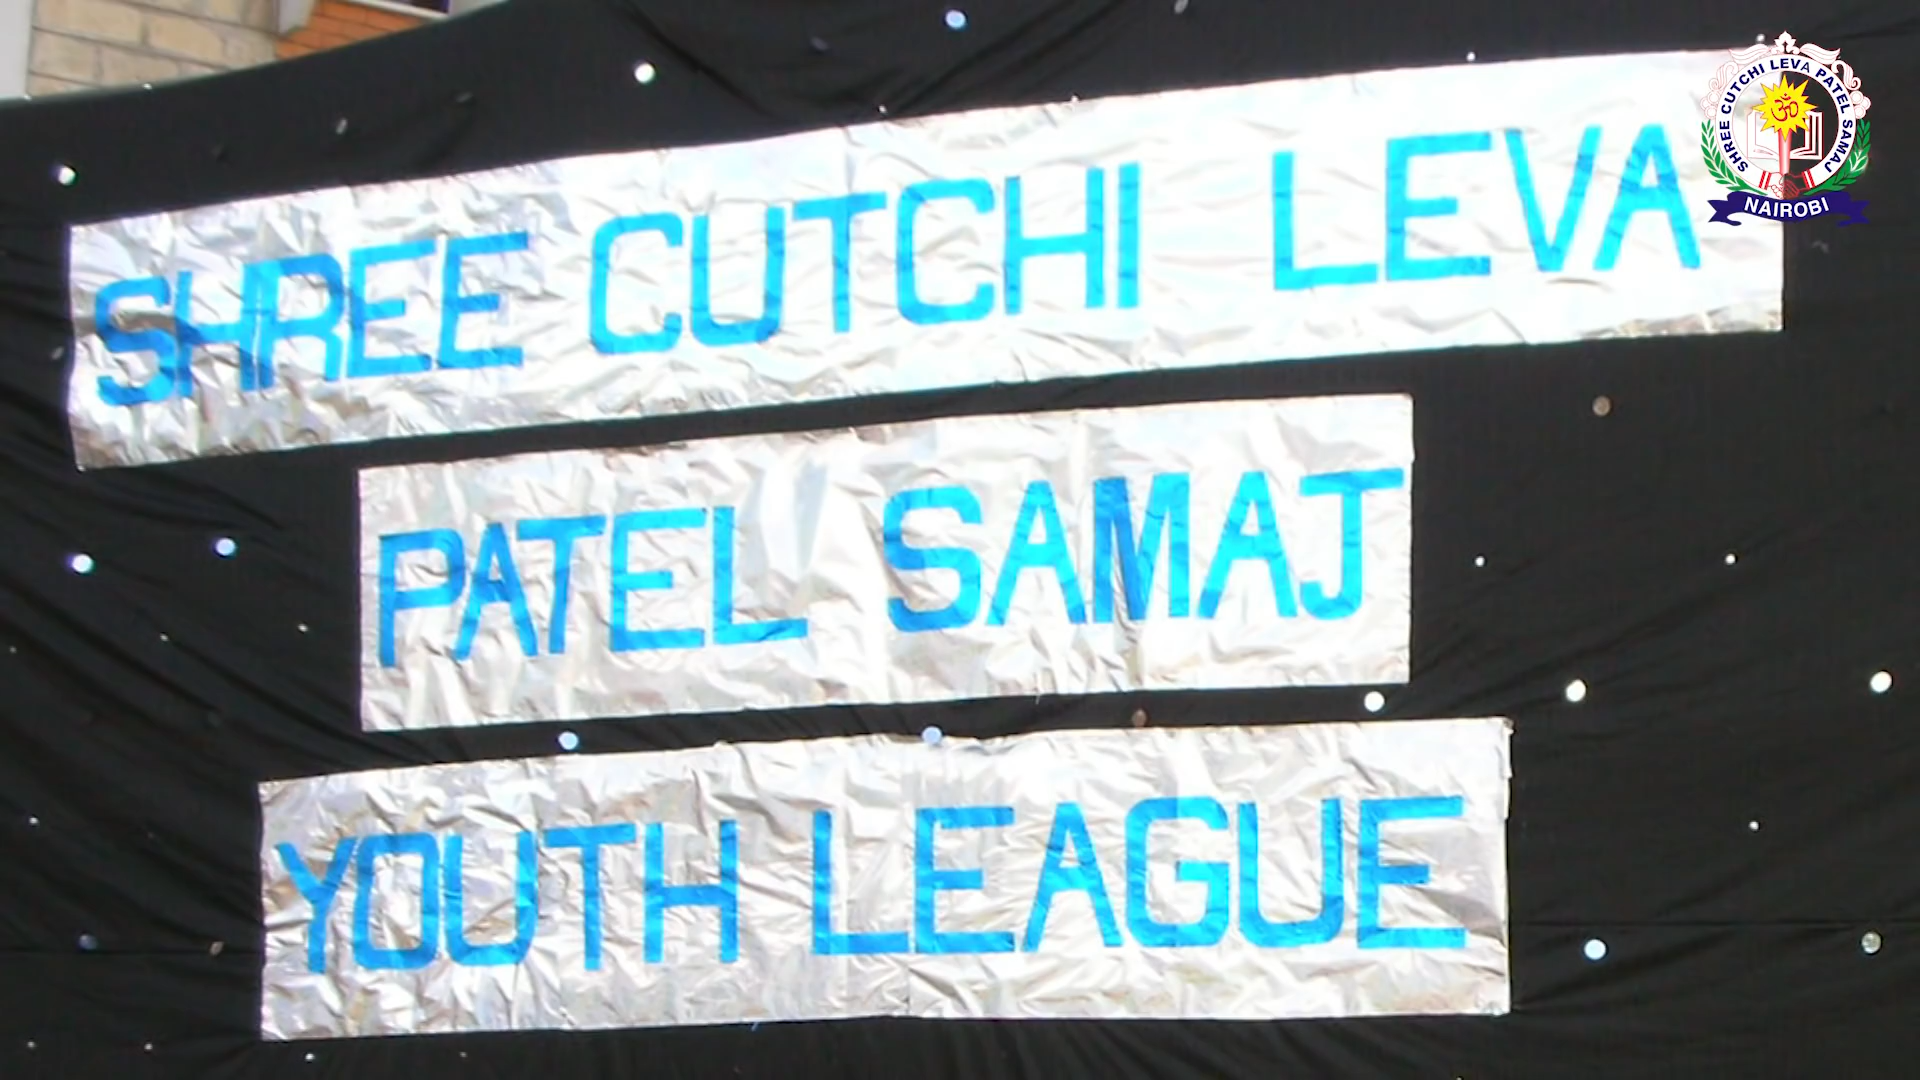 SHREE CUTCHI LEVA
PATEL SAMAJ
YOUTH LEAGUE
SHREE CUTCHI LEVA PATEL SAMAJ
ॐ
NAIROBI